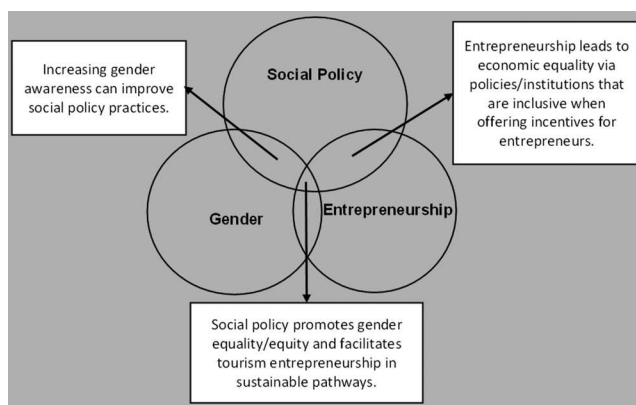 Social Policy
Increasing gender
awareness can improve
social policy practices.
Entrepreneurship leads to
economic equality via
policies/institutions that
are inclusive when
offering incentives for
entrepreneurs.
Gender
Entrepreneurship
Social policy promotes gender
equality/equity and facilitates
tourism entrepreneurship in
sustainable pathways.